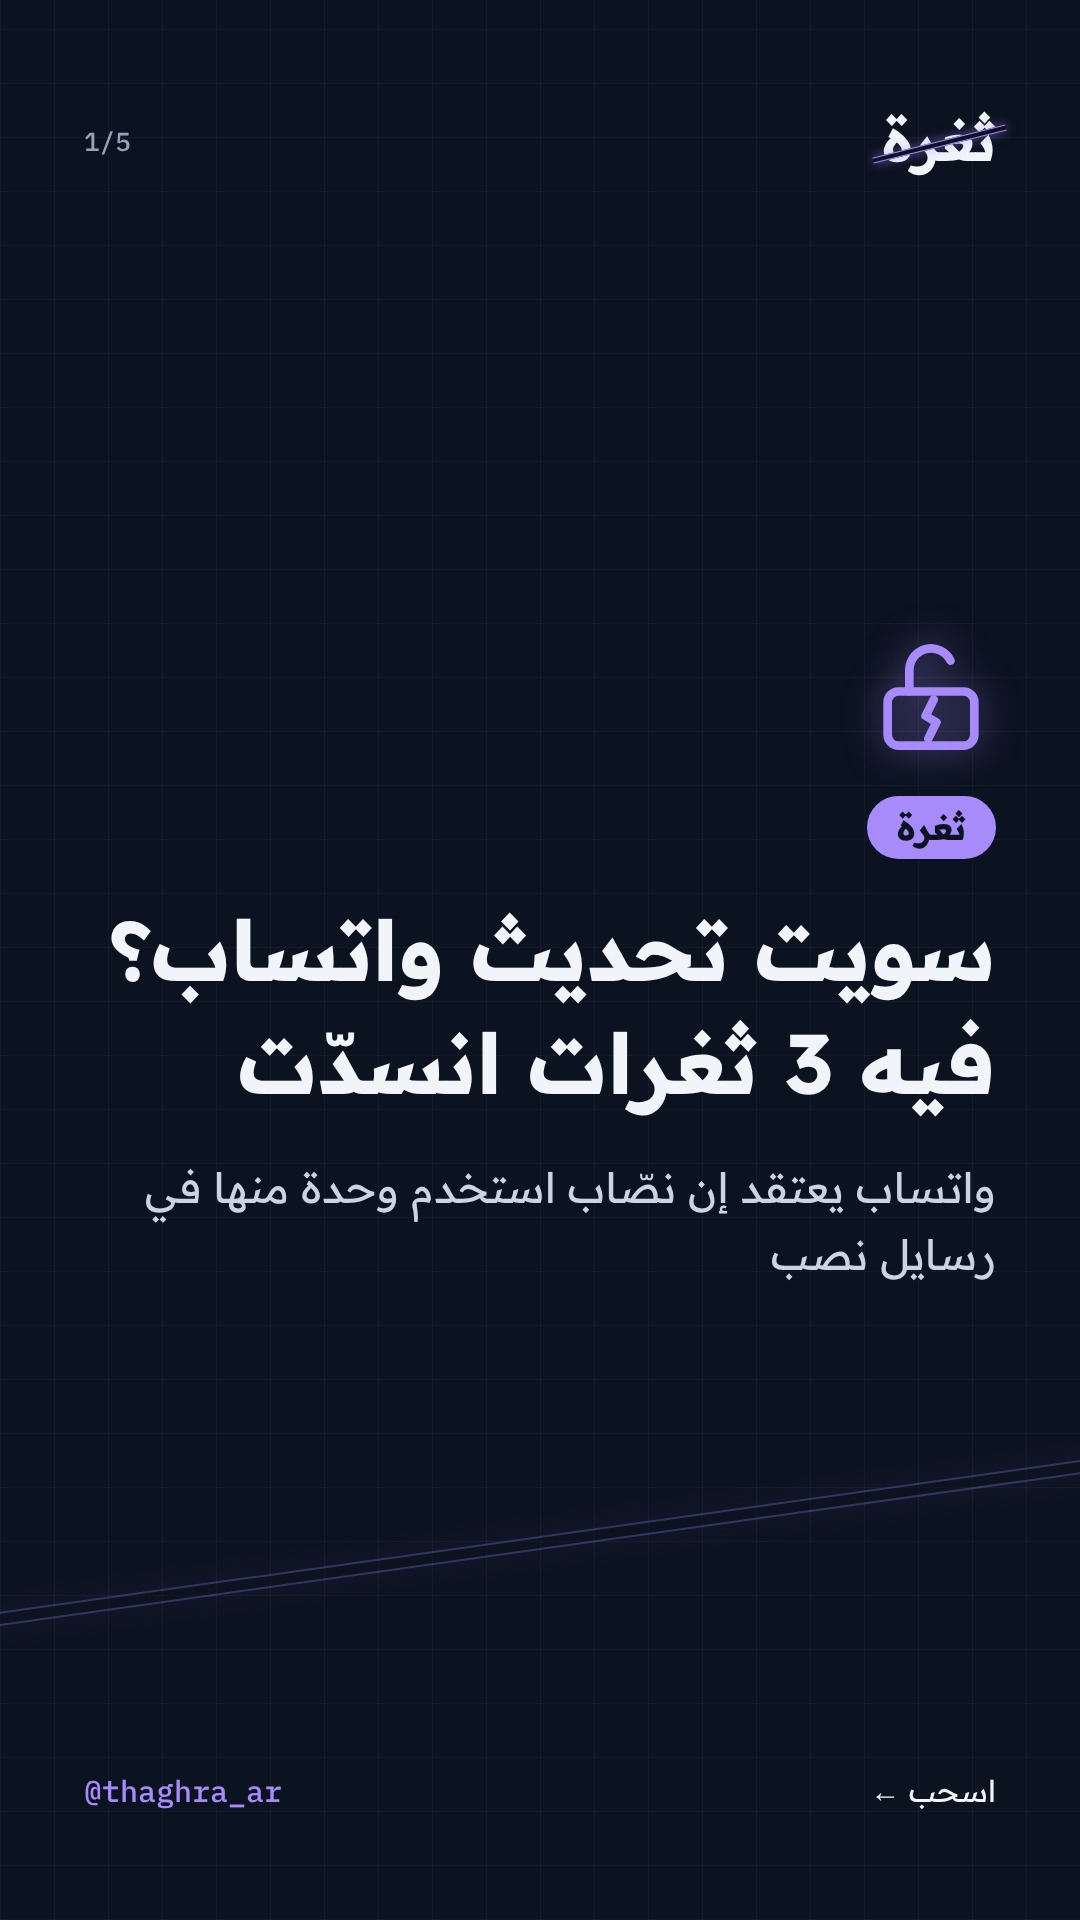 ثغرة
1/5
ثغرة
سويت تحديث واتساب؟
فيه 3 ثغرات انسدّت
واتساب يعتقد إن نصّاب استخدم وحدة منها في
رسايل نصب
اسحب ←
@thaghra_ar